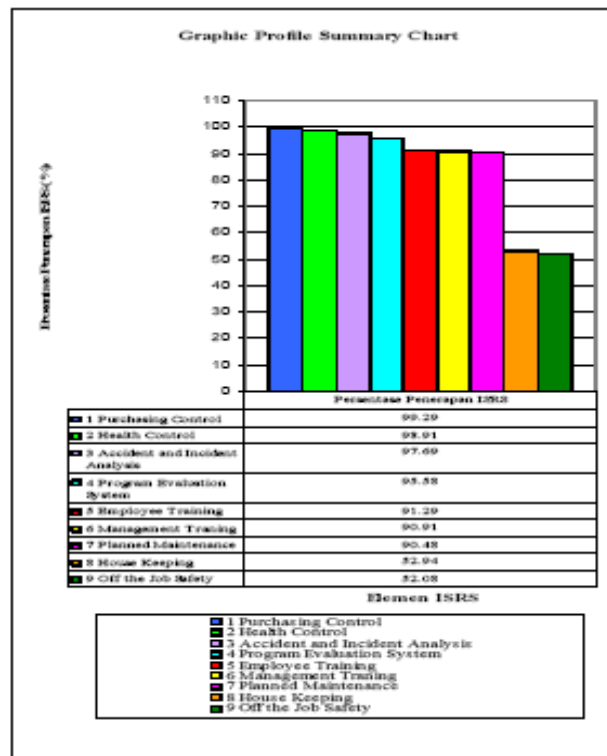 Graphic Profile Summary Chart
Persentase Penerapan ISRS(%)
110
100
90
80
70
60
50
40
30
20
10
0
Persentase Penerapan ISRS
1 Purchasing Control 99.29
2 Health Control 98.91
3 Accident and Incident
Analysis 97.69
4 Program Evaluation
System 95.58
5 Employee Training 91.29
6 Management Traning 90.91
7 Planned Maintenance 90.48
8 House Keeping 52.94
9 Off the Job Safety 52.08
Elemen ISRS
1 Purchasing Control
2 Health Control
3 Accident and Incident Analysis
4 Program Evaluation System
5 Employee Training
6 Management Traning
7 Planned Maintenance
8 House Keeping
9 Off the Job Safety